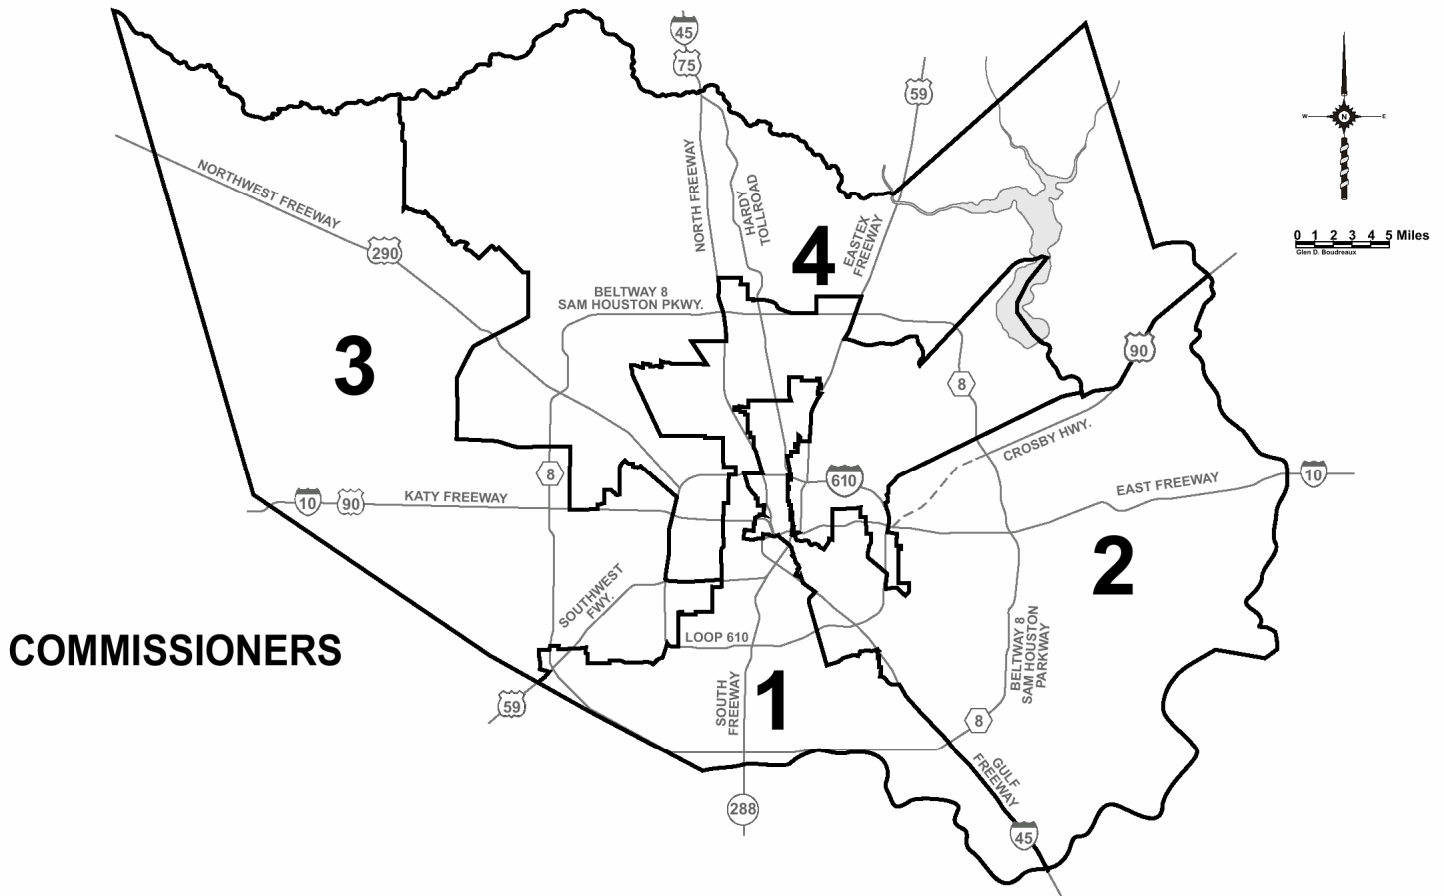 45
75
59
N
W
E
NORTHWEST FREEWAY
NORTH FREEWAY
HARDY
TOLLROAD
EASTEX
FREEWAY
4
0 1 2 3 4 5 Miles
Glen D. Boudreaux
290
BELTWAY 8
SAM HOUSTON PKWY.
3
90
8
CROSBY HWY.
8
610
EAST FREEWAY
10
10
90
KATY FREEWAY
2
SOUTHWEST
FWY.
COMMISSIONERS
LOOP 610
BELTWAY 8
SAM HOUSTON
PARKWAY
1
SOUTH
FREEWAY
59
8
GULF
FREEWAY
288
45